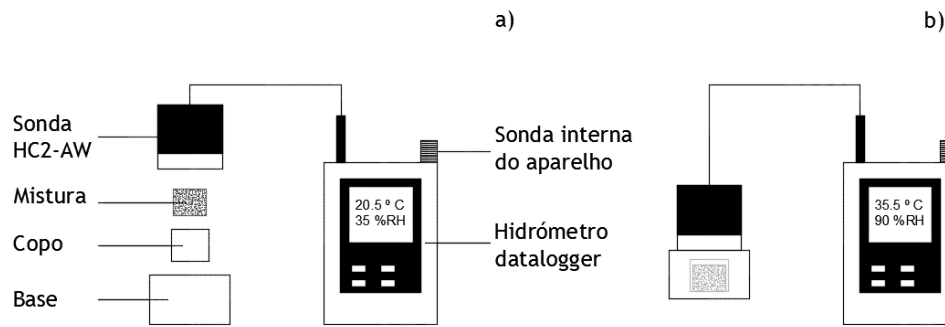 a)
b)
Sonda
HC2-AW
Mistura
Copo
Base
20.5 º C
35 %RH
Sonda interna
do aparelho
Hidrómetro
datalogger
35.5 º C
90 %RH